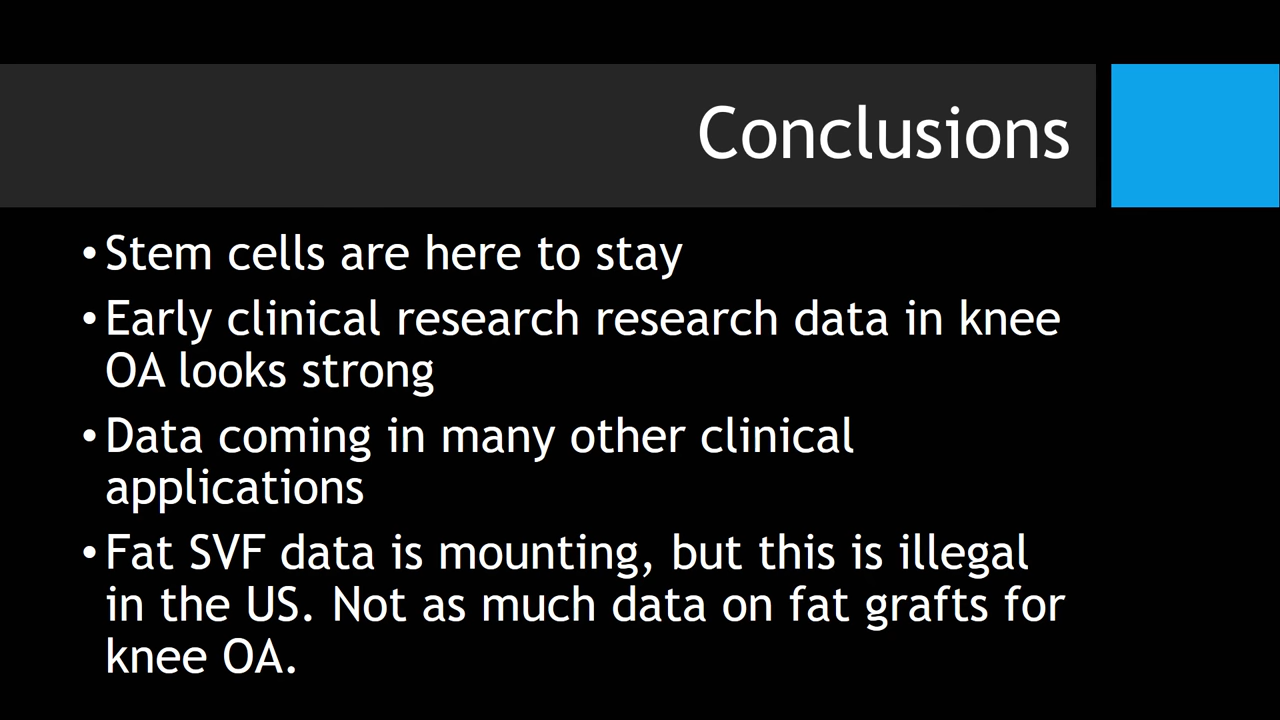 Conclusions
•Stem cells are here to stay
•Early clinical research research data in knee
OA looks strong
•Data coming in many other clinical
applications
•Fat SVF data is mounting, but this is illegal
in the US. Not as much data on fat grafts for
knee OA.